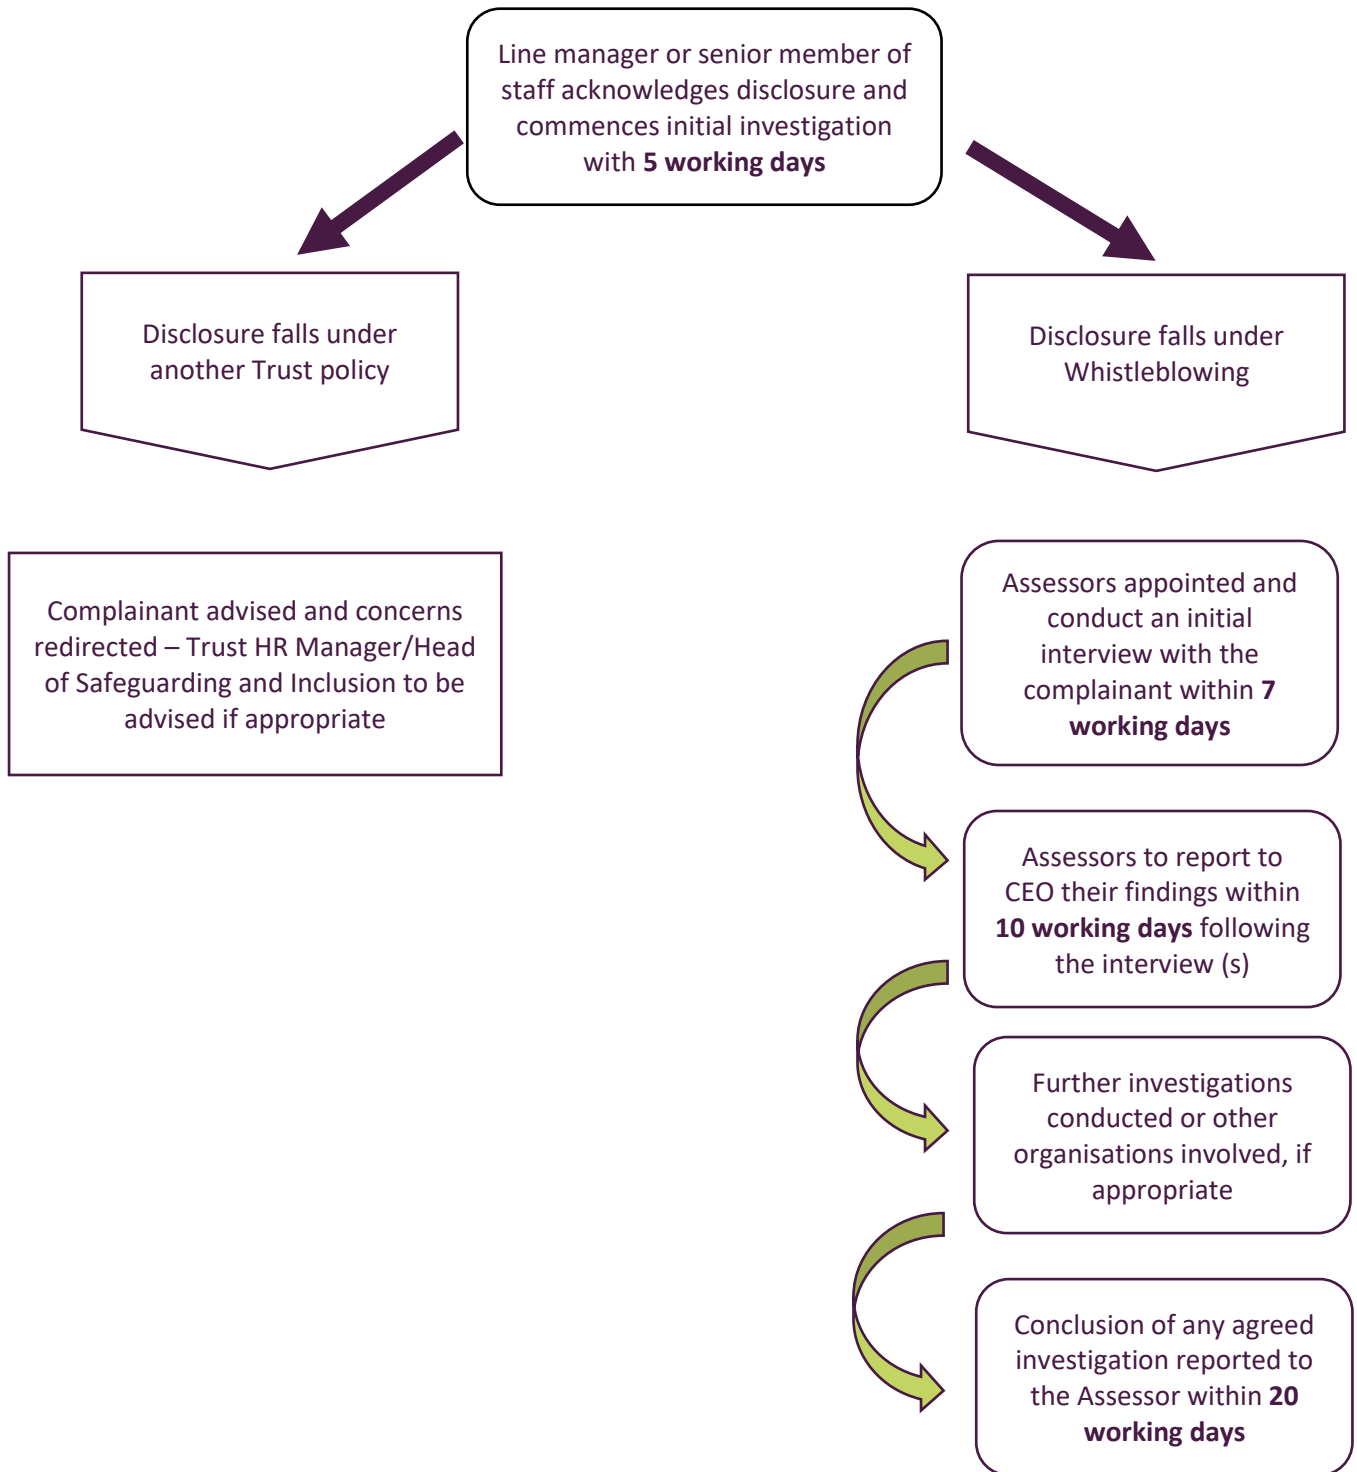 Line manager or senior member of
staff acknowledges disclosure and
commences initial investigation
with 5 working days
Disclosure falls under
another Trust policy
Disclosure falls under
Whistleblowing
Complainant advised and concerns
redirected – Trust HR Manager/Head
of Safeguarding and Inclusion to be
advised if appropriate
Assessors appointed and
conduct an initial
interview with the
complainant within 7
working days
Assessors to report to
CEO their findings within
10 working days following
the interview (s)
Further investigations
conducted or other
organisations involved, if
appropriate
Conclusion of any agreed
investigation reported to
the Assessor within 20
working days